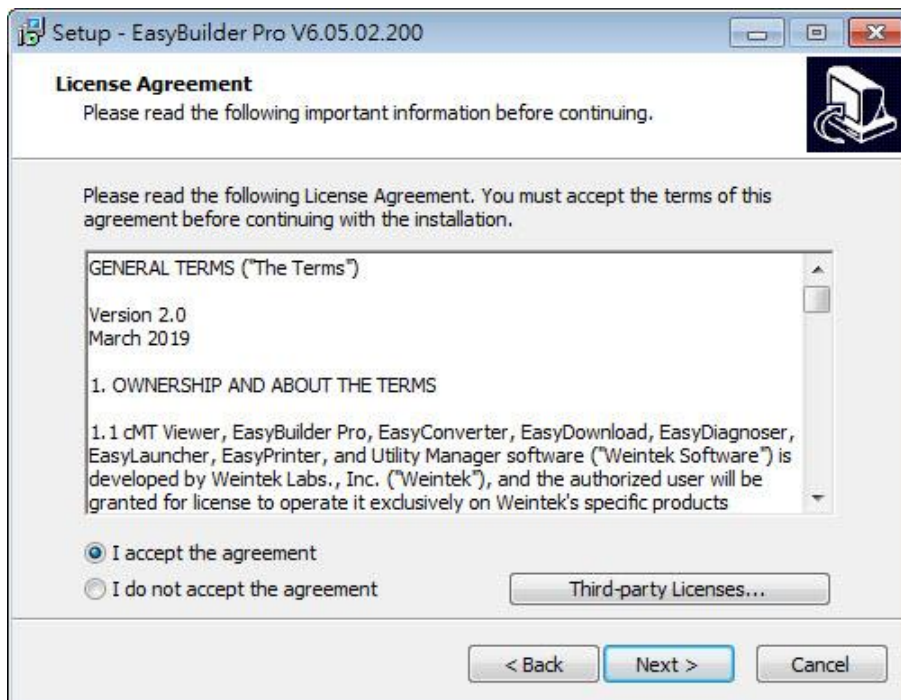 Setup - EasyBuilder Pro V6.05.02.200
License Agreement
Please read the following important information before continuing.
Please read the following License Agreement. You must accept the terms of this
agreement before continuing with the installation.
GENERAL TERMS ("The Terms")
Version 2.0
March 2019
1. OWNERSHIP AND ABOUT THE TERMS
1.1 cMT Viewer, EasyBuilder Pro, EasyConverter, EasyDownload, EasyDiagnoser,
EasyLauncher, EasyPrinter, and Utility Manager software ("Weintek Software") is
developed by Weintek Labs., Inc. ("Weintek"), and the authorized user will be
granted for license to operate it exclusively on Weintek's specific products
I accept the agreement
I do not accept the agreement
Third-party Licenses...
< Back
Next >
Cancel